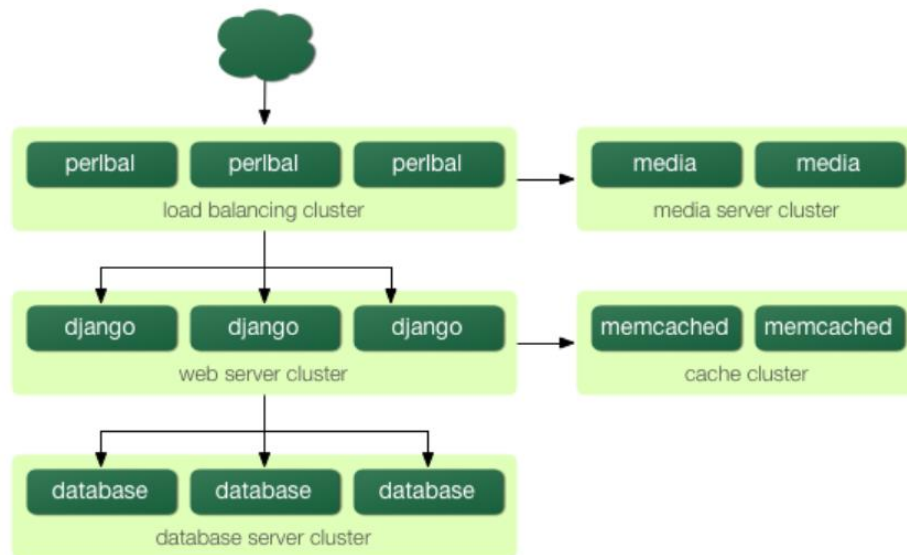 perlbal perlbal perlbal
load balancing cluster
media media
media server cluster
django django django
web server cluster
memcached memcached
cache cluster
database database database
database server cluster